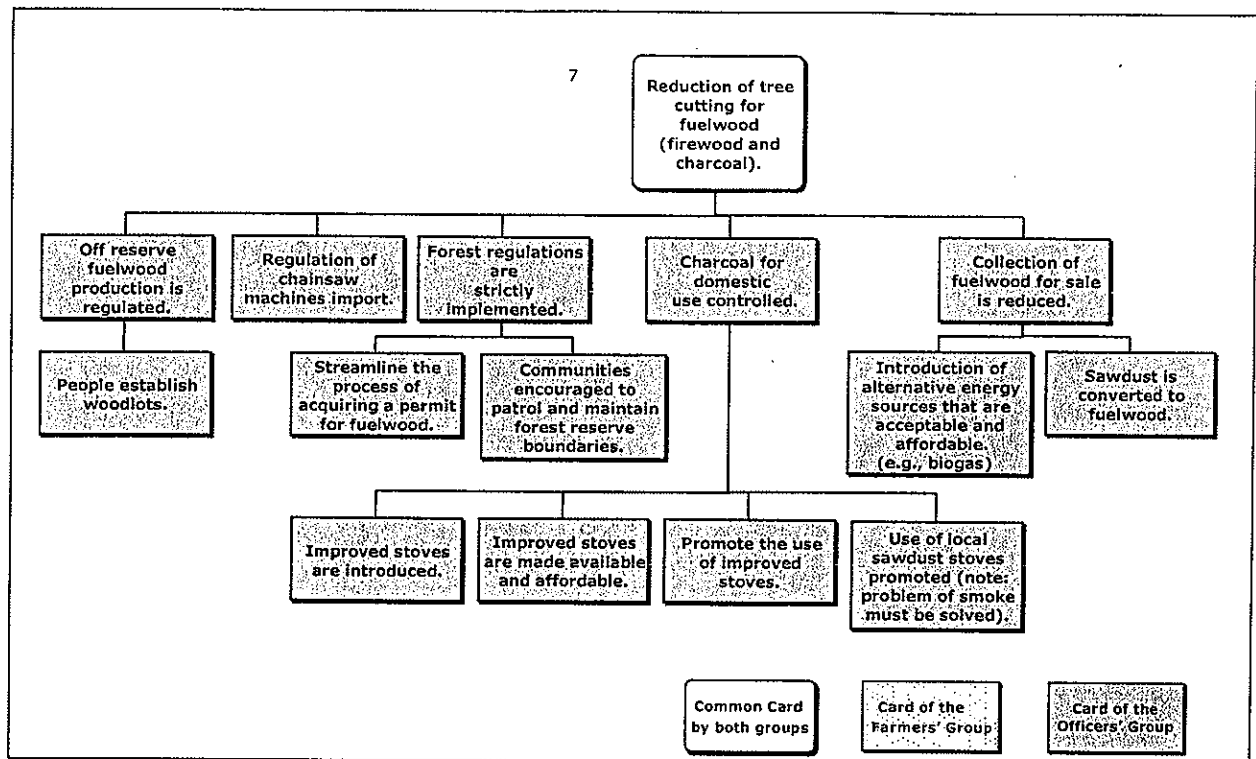 7
Reduction of tree
cutting for
fuelwood
(firewood and
charcoal).
Off reserve
fuelwood
production is
regulated.
Regulation of
chainsaw
machines import.
Forest regulations
are
strictly
implemented.
Charcoal for
domestic
use controlled.
Collection of
fuelwood for sale
is reduced.
People establish
woodlots.
Streamline the
process of
acquiring a permit
for fuelwood.
Communities
encouraged to
patrol and maintain
forest reserve
boundaries.
Introduction of
alternative energy
sources that are
acceptable and
affordable
(e.g., biogas)
Sawdust is
converted to
fuelwood.
Improved stoves
are introduced.
Improved stoves
are made available
and affordable.
Promote the use
of improved
stoves.
Use of local
sawdust stoves
promoted (note:
problem of smoke
must be solved).
Common Card
by both groups
Card of the
Farmers' Group
Card of the
Officers' Group